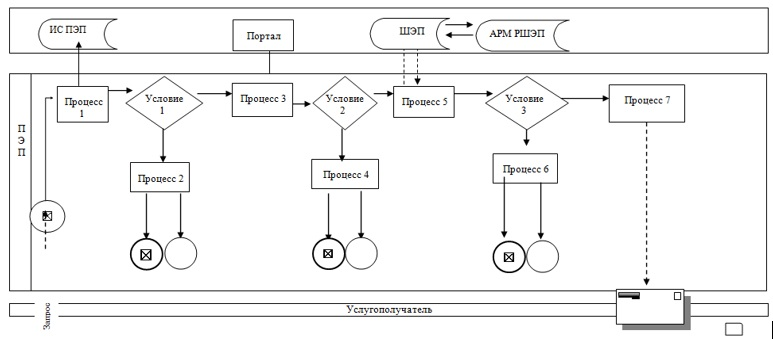 ИС ПЭП
Портал
ШЭП
АРМ РШЭП
П
Э
П
Процесс
1
Условие
1
Процесс 3
Условие
2
Процесс 5
Условие
3
Процесс 7
Процесс 2
Процесс 4
Процесс 6
Запрос
Услугополучатель